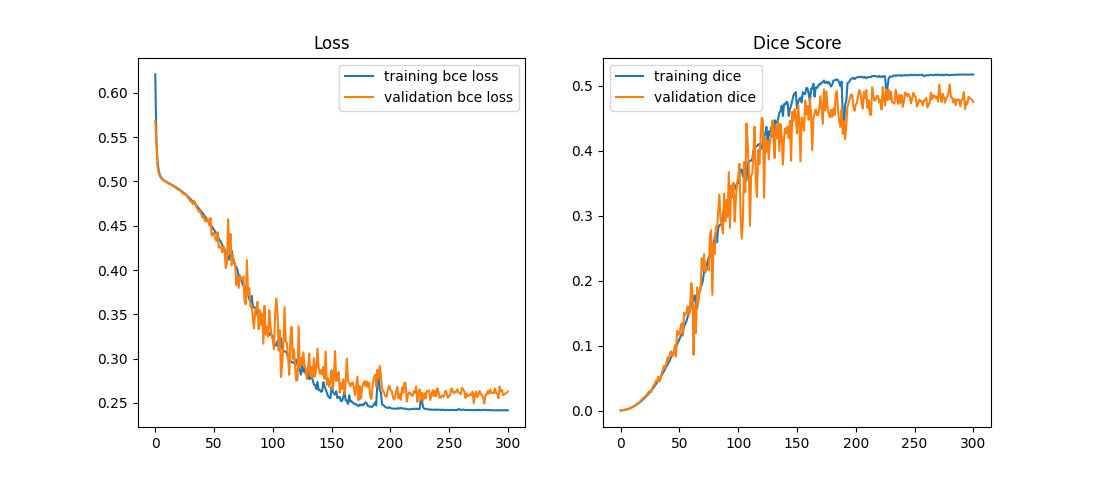 Loss
training bce loss
validation bce loss
0.60
0.55
0.50
0.45
0.40
0.35
0.30
0.25
0 50 100 150 200 250 300
Dice Score
training dice
validation dice
0.5
0.4
0.3
0.2
0.1
0.0
0 50 100 150 200 250 300